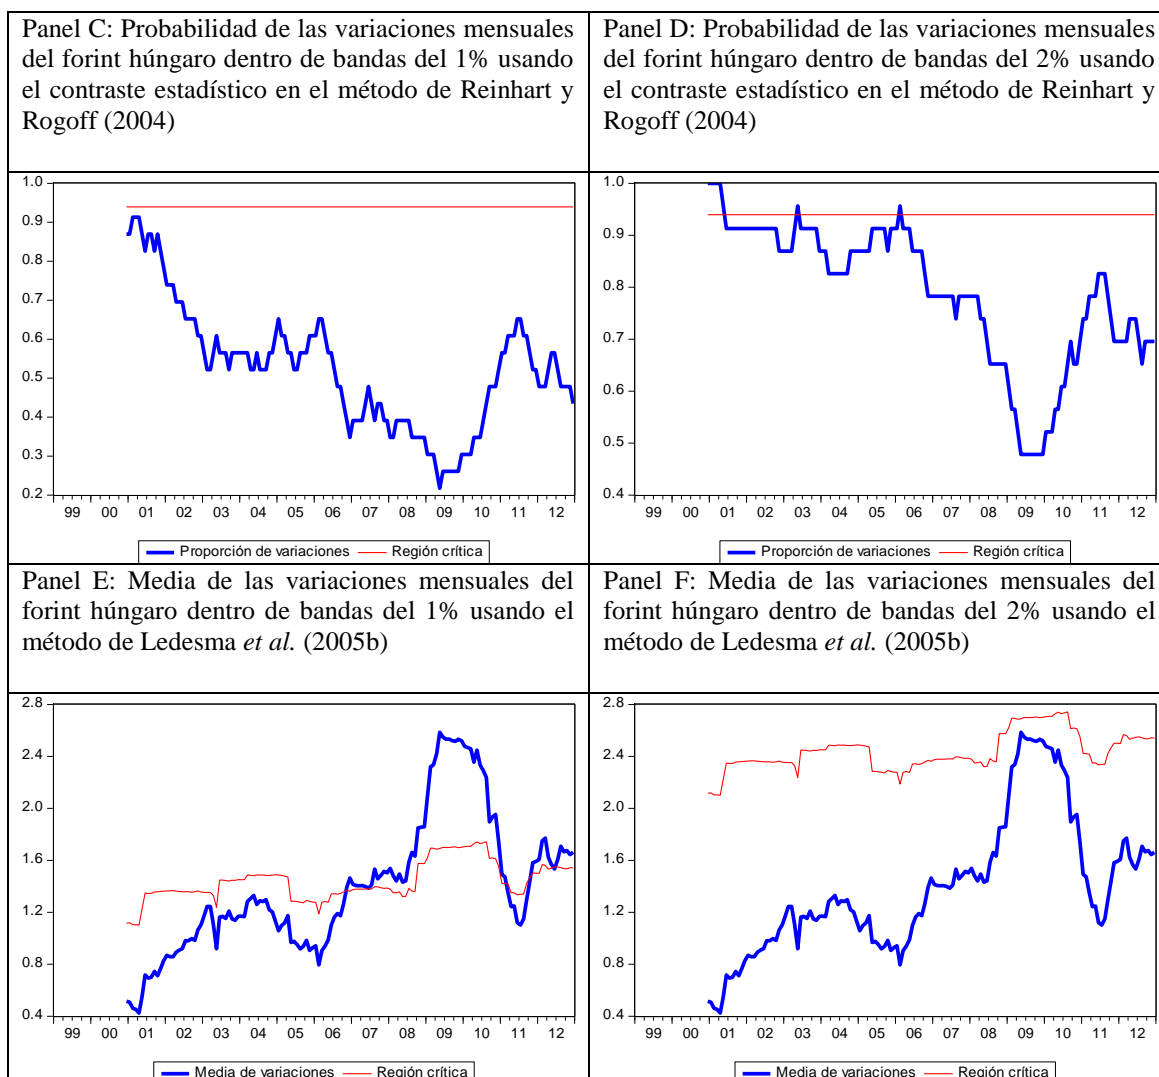 Panel C: Probabilidad de las variaciones mensuales
del forint húngaro dentro de bandas del 1% usando
el contraste estadístico en el método de Reinhart y
Rogoff (2004)
Panel D: Probabilidad de las variaciones mensuales
del forint húngaro dentro de bandas del 2% usando
el contraste estadístico en el método de Reinhart y
Rogoff (2004)
1.0
0.9
0.8
0.7
0.6
0.5
0.4
0.3
0.2
99 00 01 02 03 04 05 06 07 08 09 10 11 12
Proporción de variaciones Región crítica
1.0
0.9
0.8
0.7
0.6
0.5
0.4
99 00 01 02 03 04 05 06 07 08 09 10 11 12
Proporción de variaciones Región crítica
Panel E: Media de las variaciones mensuales del
forint húngaro dentro de bandas del 1% usando el
método de Ledesma et al. (2005b)
Panel F: Media de las variaciones mensuales del
forint húngaro dentro de bandas del 2% usando el
método de Ledesma et al. (2005b)
2.8
2.4
2.0
1.6
1.2
0.8
0.4
99 00 01 02 03 04 05 06 07 08 09 10 11 12
Media de variaciones Región crítica
2.8
2.4
2.0
1.6
1.2
0.8
0.4
99 00 01 02 03 04 05 06 07 08 09 10 11 12
Media de variaciones Región crítica